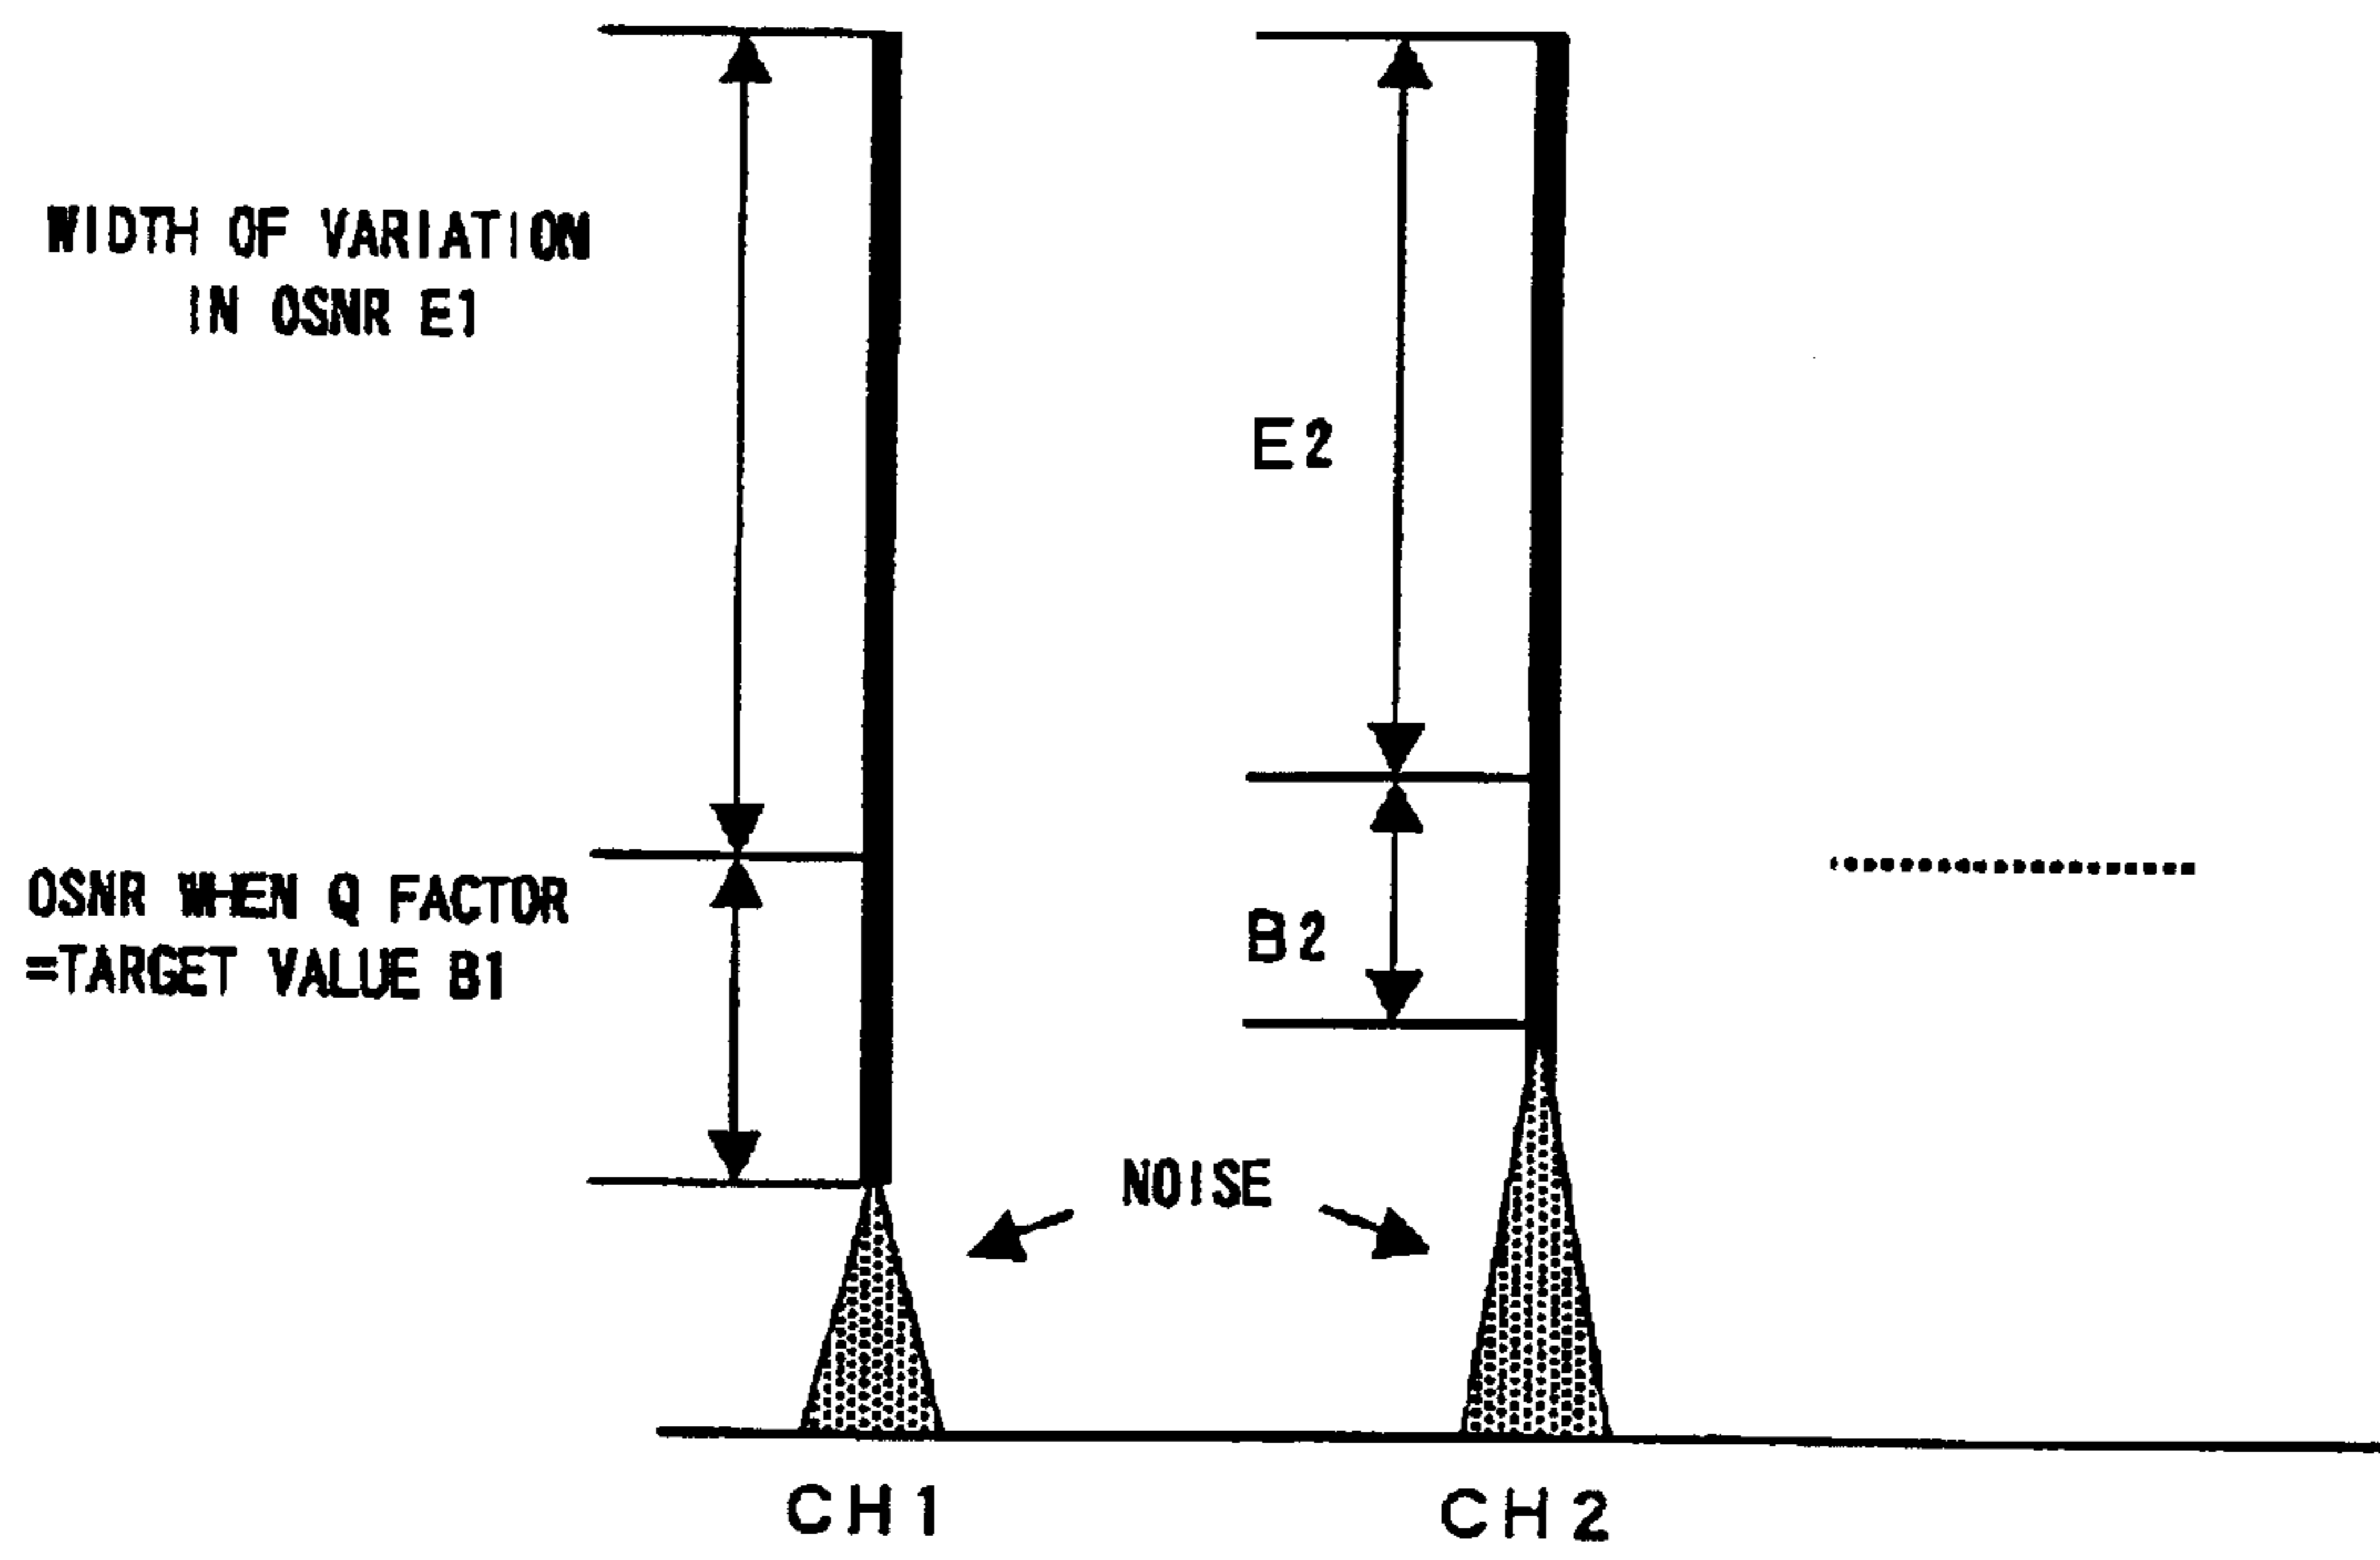 WIDTH OF VARIATION
IN OSNR E1
E2
OSNR WHEN Q FACTOR
=TARGET VALUE B1
B2
NOISE
CH1
CH2